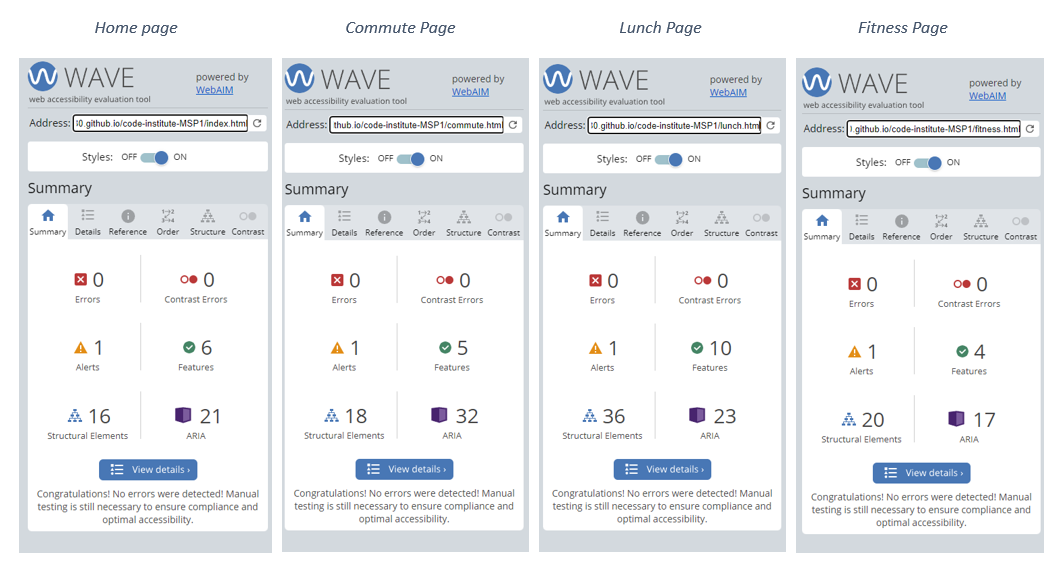 Home page
WAVE
web accessibility evaluation tool
powered by
WebAIM
Address: 0.github.io/code-institute-MSP1/index.html
Styles: OFF ON
Summary
Summary Details Reference Order Structure Contrast
0 0
Errors Contrast Errors
1 6
Alerts Features
16 21
Structural Elements ARIA
View details ›
Congratulations! No errors were detected! Manual
testing is still necessary to ensure compliance and
optimal accessibility.
Commute Page
WAVE
web accessibility evaluation tool
powered by
WebAIM
Address: thub.io/code-institute-MSP1/commute.html
Styles: OFF ON
Summary
Summary Details Reference Order Structure Contrast
0 0
Errors Contrast Errors
1 5
Alerts Features
18 32
Structural Elements ARIA
View details ›
Congratulations! No errors were detected! Manual
testing is still necessary to ensure compliance and
optimal accessibility.
Lunch Page
WAVE
web accessibility evaluation tool
powered by
WebAIM
Address: 0.github.io/code-institute-MSP1/lunch.html
Styles: OFF ON
Summary
Summary Details Reference Order Structure Contrast
0 0
Errors Contrast Errors
1 10
Alerts Features
36 23
Structural Elements ARIA
View details ›
Congratulations! No errors were detected! Manual
testing is still necessary to ensure compliance and
optimal accessibility.
Fitness Page
WAVE
web accessibility evaluation tool
powered by
WebAIM
Address: .github.io/code-institute-MSP1/fitness.html
Styles: OFF ON
Summary
Summary Details Reference Order Structure Contrast
0 0
Errors Contrast Errors
1 4
Alerts Features
20 17
Structural Elements ARIA
View details ›
Congratulations! No errors were detected! Manual
testing is still necessary to ensure compliance and
optimal accessibility.